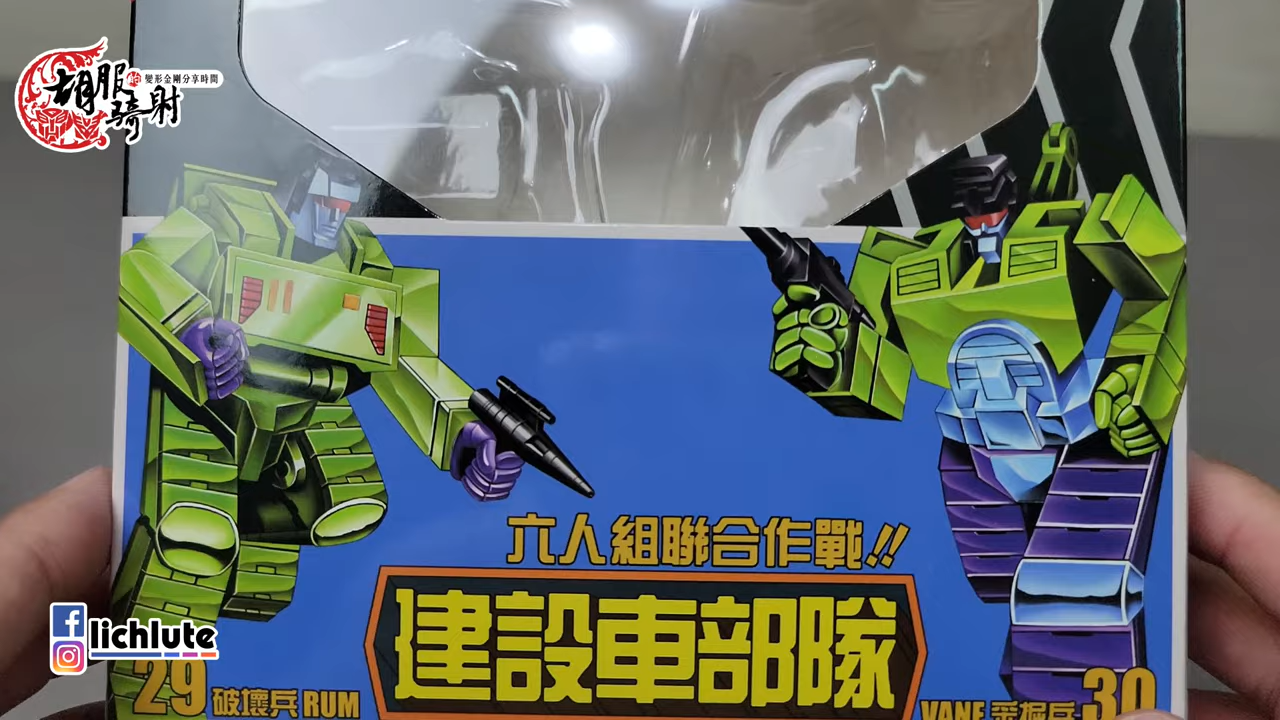 胡服騎射的變形金剛分享時間
六人組聯合作戰!!
建設車部隊
lichlute
29 破壞兵 RUM
VANE 采掘兵 30